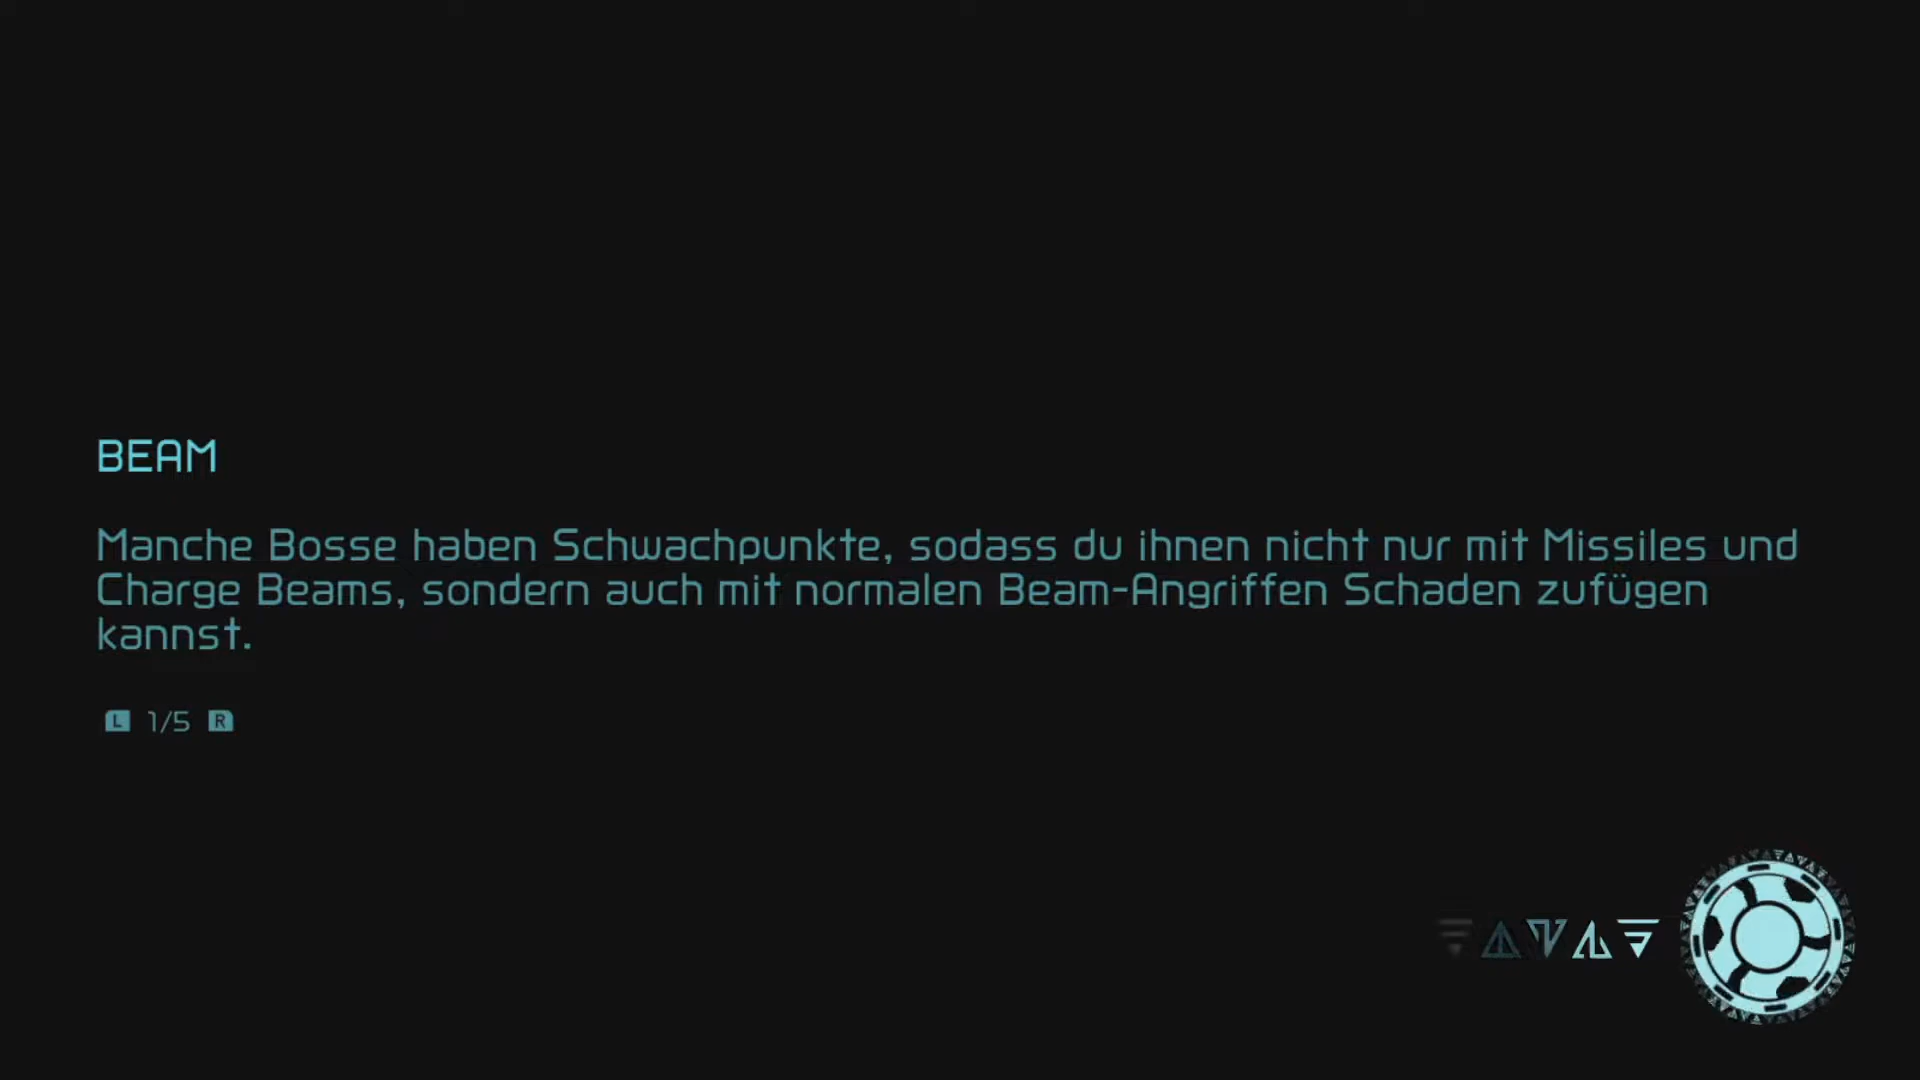 BEAM
Manche Bosse haben Schwachpunkte, sodass du ihnen nicht nur mit Missiles und
Charge Beams, sondern auch mit normalen Beam-Angriffen Schaden zufügen
kannst.
L 1/5 R